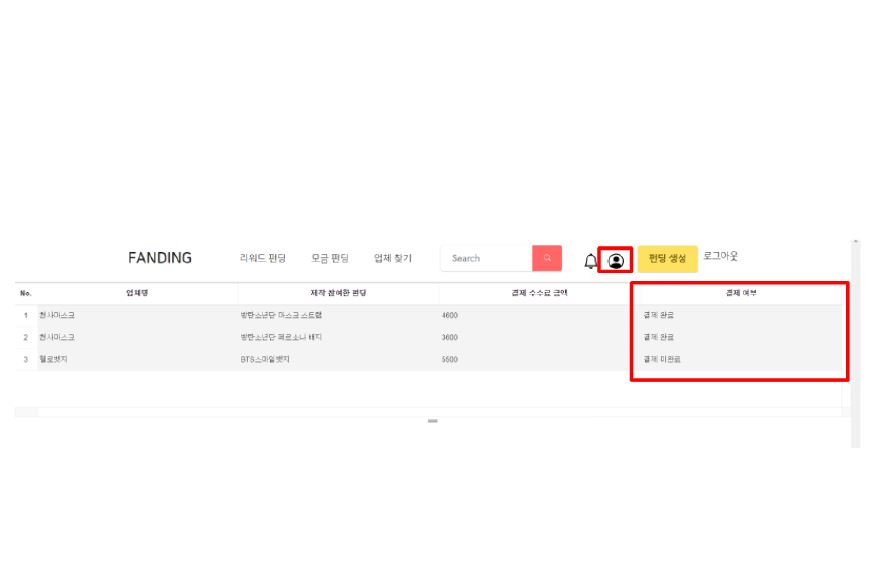 FANDING 리워드 펀딩 모금 펀딩 업체 찾기 Search 펀딩 생성 로그아웃
No. 업체명 제작 참여한 펀딩 결제 수수료 금액 결제 여부
1 천사마스크 방탄소년단 마스크 스트랩 4600 결제 완료
2 천사마스크 방탄소년단 페르소나 배지 3600 결제 완료
3 헬로뱃지 BTS스마일뱃지 5500 결제 미완료